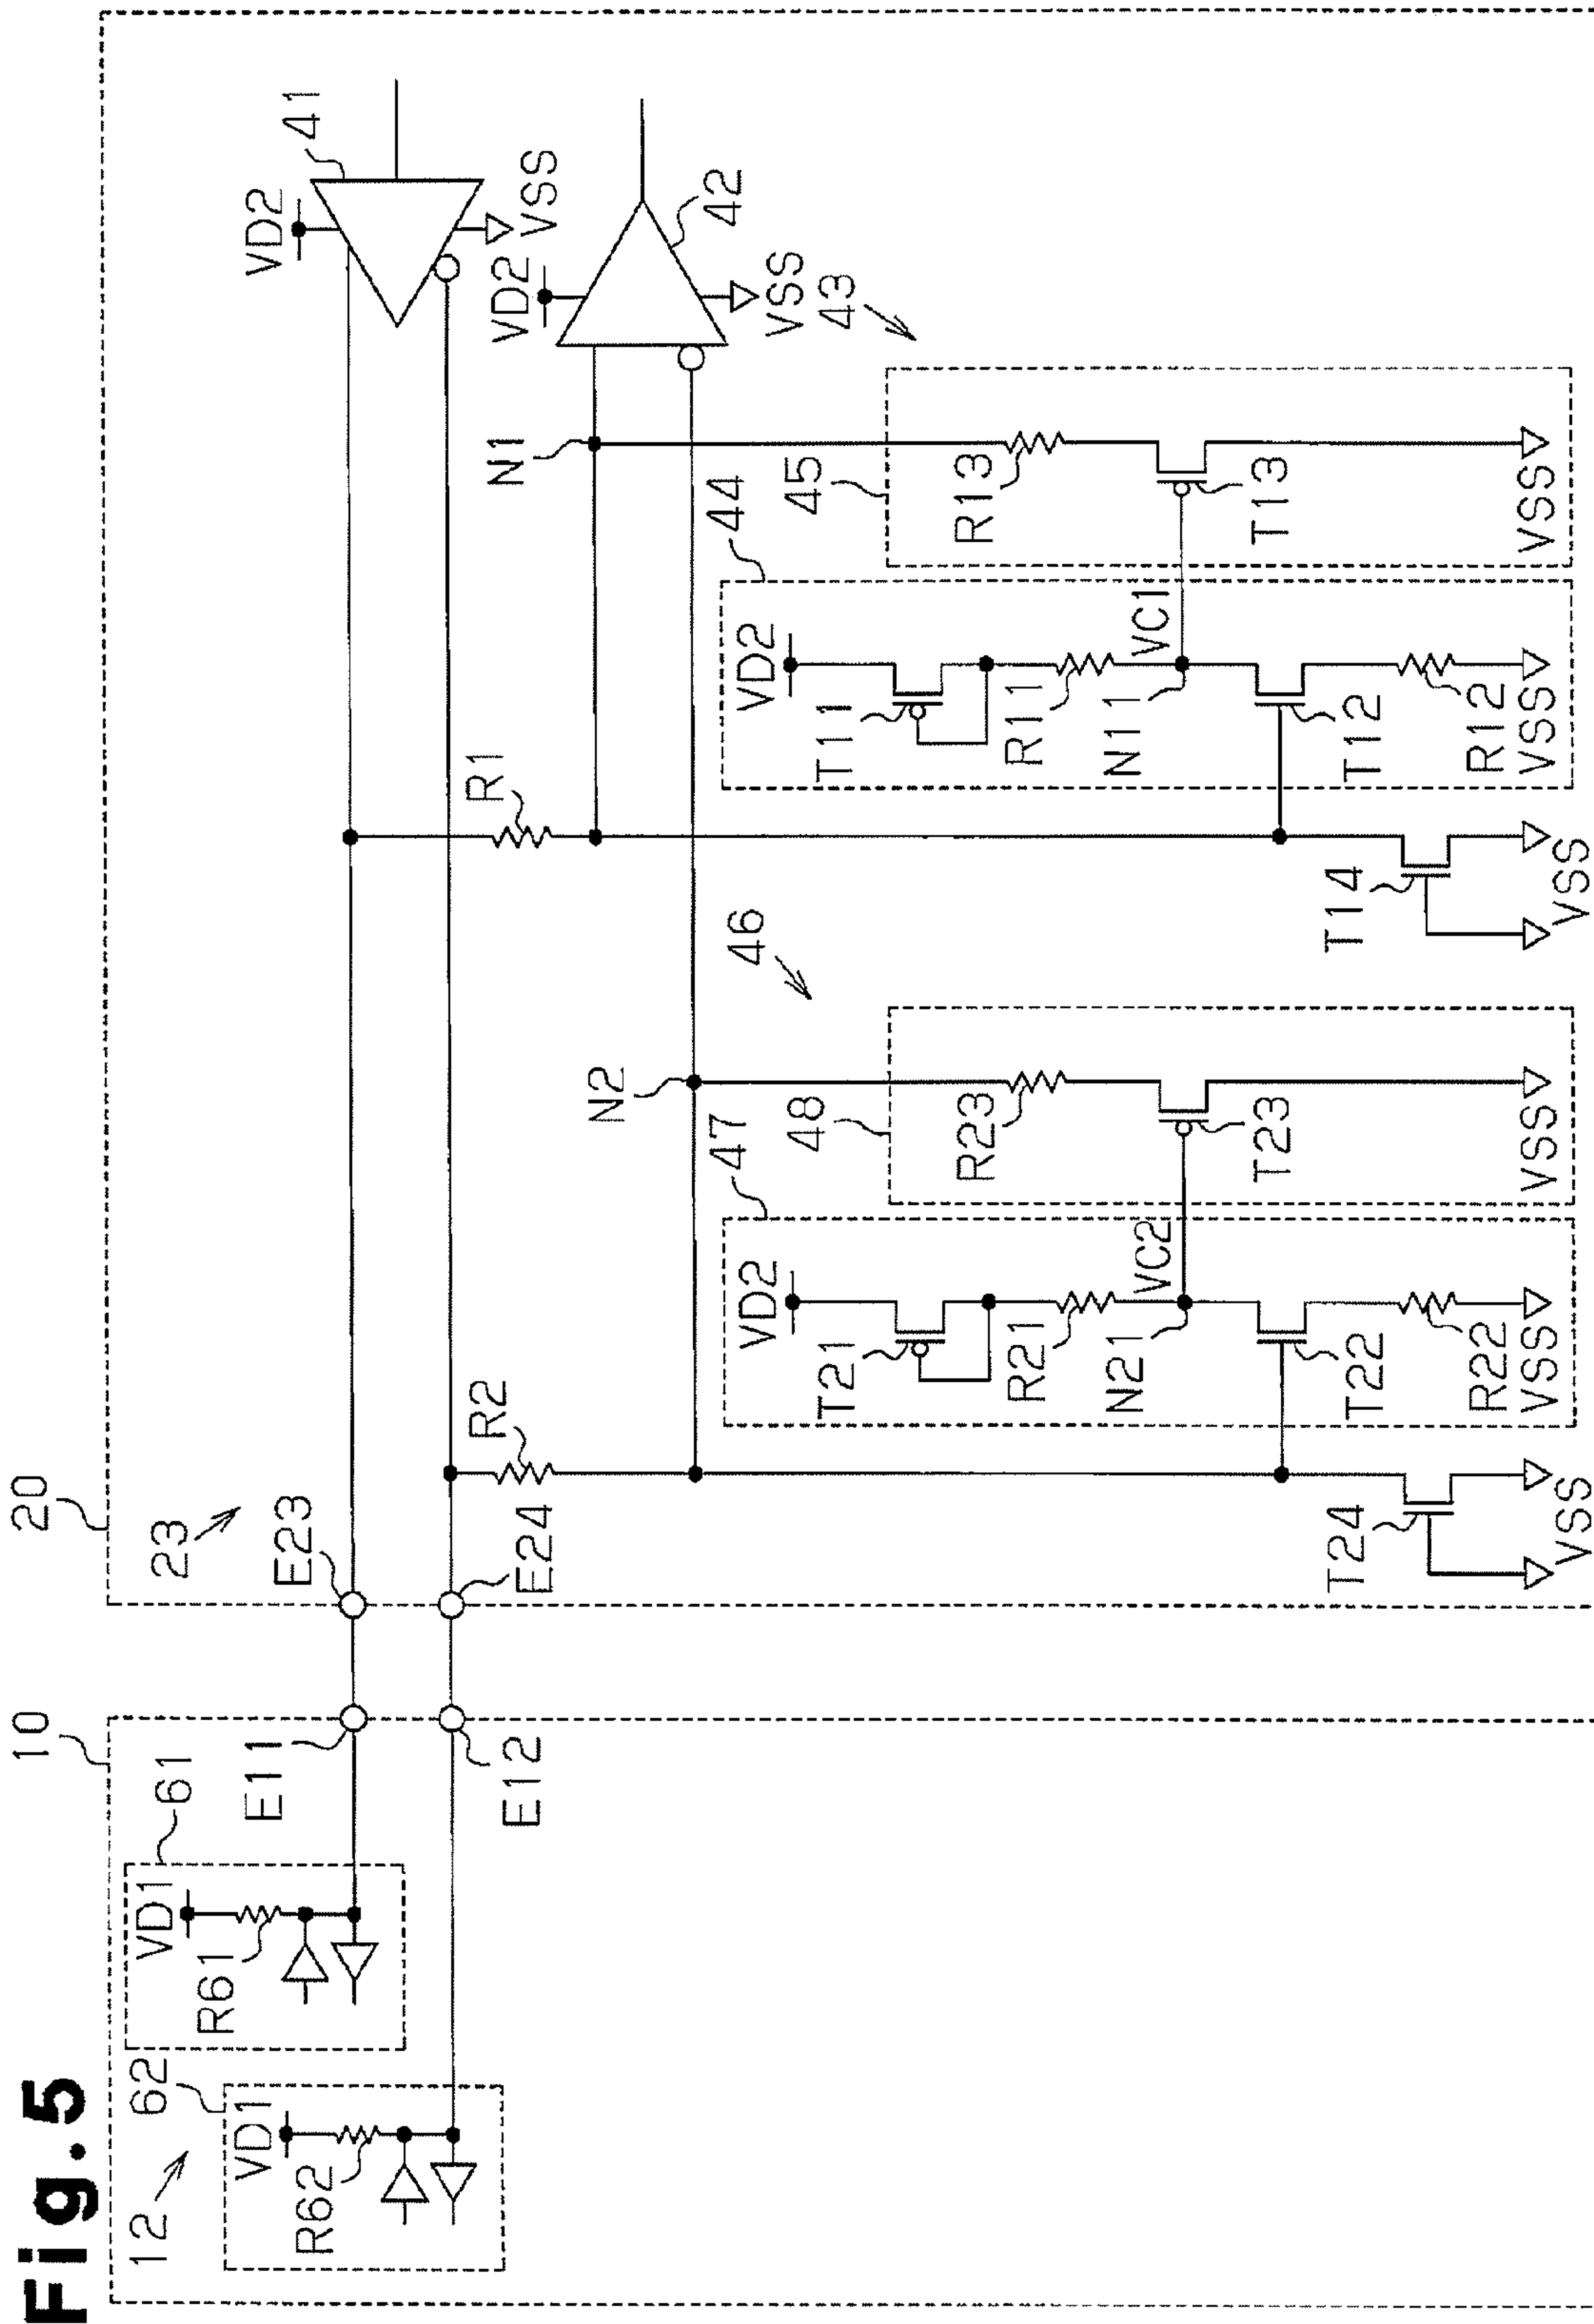 Fig.5
10
20
12
62
61
VD1
R62
VD1
R61
E11
E12
23
E23
E24
VD2
41
VSS
VD2
42
VSS
R2
R1
N2
N1
46
43
47
48
44
45
VD2
T21
R21
N21
VC2
T22
R22
VSS
R23
T23
VSS
T24
VSS
VD2
T11
R11
N11
VC1
T12
R12
VSS
R13
T13
VSS
T14
VSS